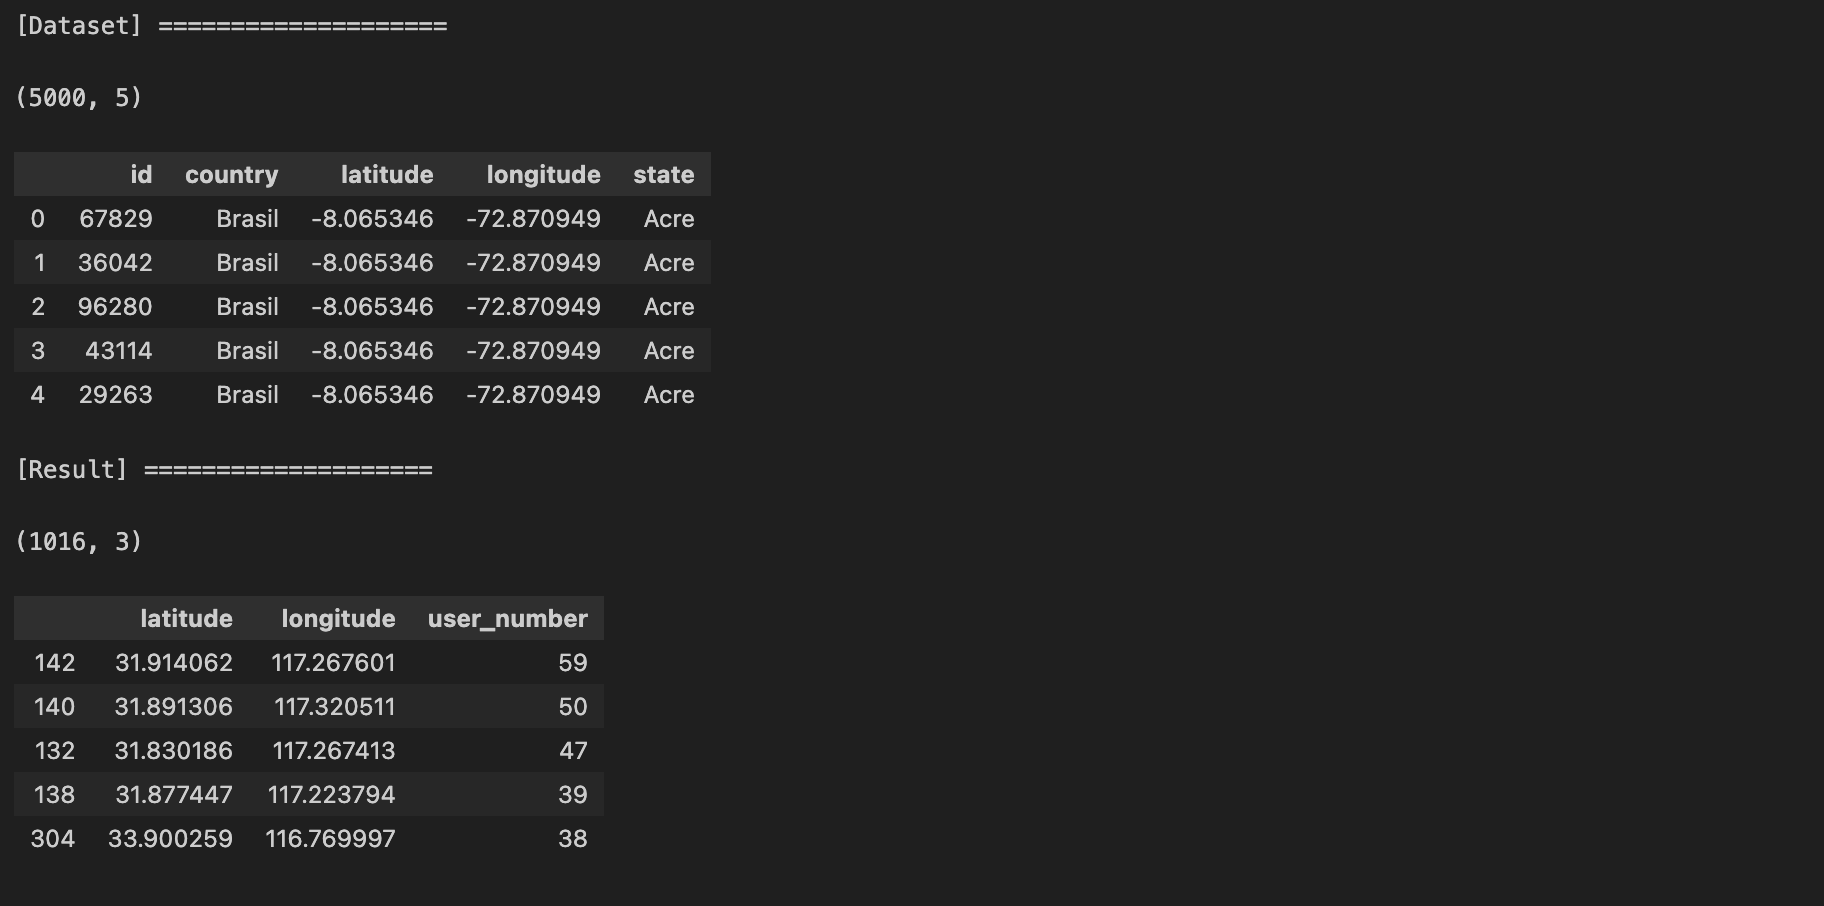 [Dataset] ====================
(5000, 5)
id country latitude longitude state
0 67829 Brasil -8.065346 -72.870949 Acre
1 36042 Brasil -8.065346 -72.870949 Acre
2 96280 Brasil -8.065346 -72.870949 Acre
3 43114 Brasil -8.065346 -72.870949 Acre
4 29263 Brasil -8.065346 -72.870949 Acre
[Result] ====================
(1016, 3)
latitude longitude user_number
142 31.914062 117.267601 59
140 31.891306 117.320511 50
132 31.830186 117.267413 47
138 31.877447 117.223794 39
304 33.900259 116.769997 38